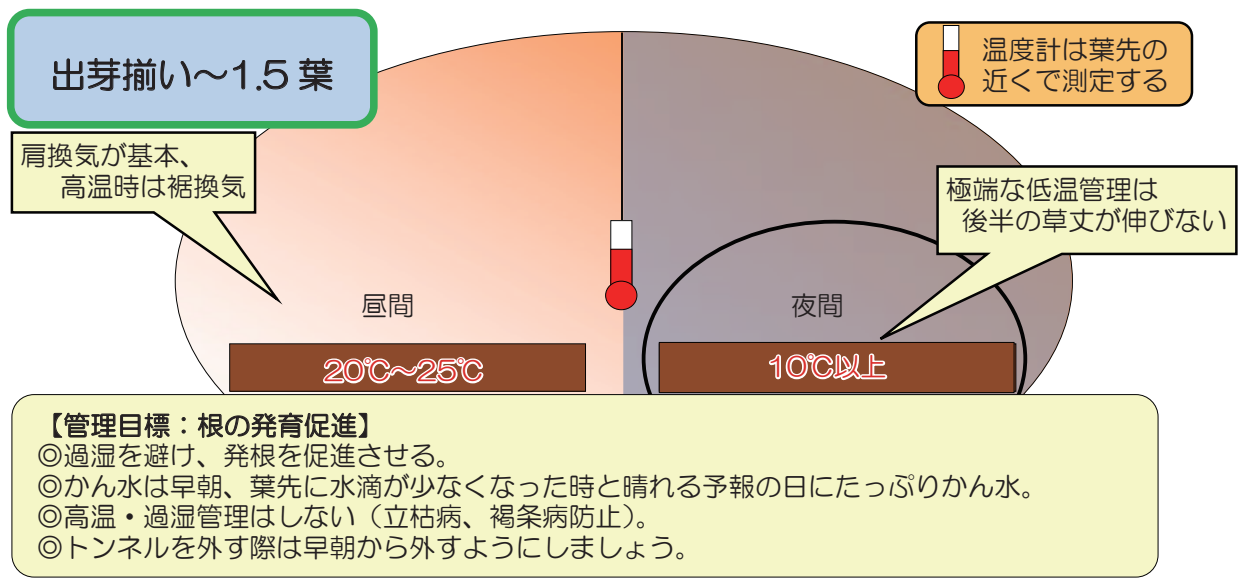 出芽揃い～1.5 葉
温度計は葉先の
近くで測定する
肩換気が基本、
高温時は裾換気
極端な低温管理は
後半の草丈が伸びない
昼間
夜間
20℃～25℃
10℃以上
【管理目標：根の発育促進】
◎過湿を避け、発根を促進させる。
◎かん水は早朝、葉先に水滴が少なくなった時と晴れる予報の日にたっぷりかん水。
◎高温・過湿管理はしない（立枯病、褐条病防止）。
◎トンネルを外す際は早朝から外すようにしましょう。